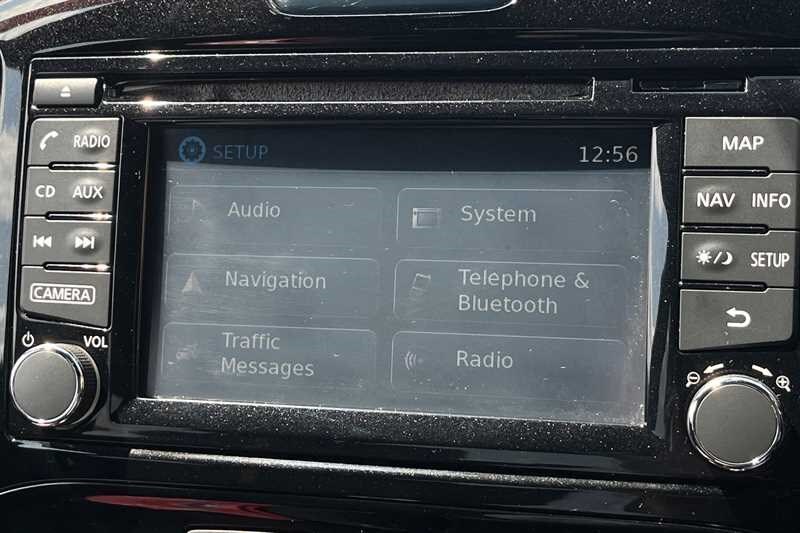 RADIO
CD AUX
CAMERA
VOL
SETUP 12:56
Audio
System
Navigation
Telephone &
Bluetooth
Traffic
Messages
Radio
MAP
NAV INFO
SETUP